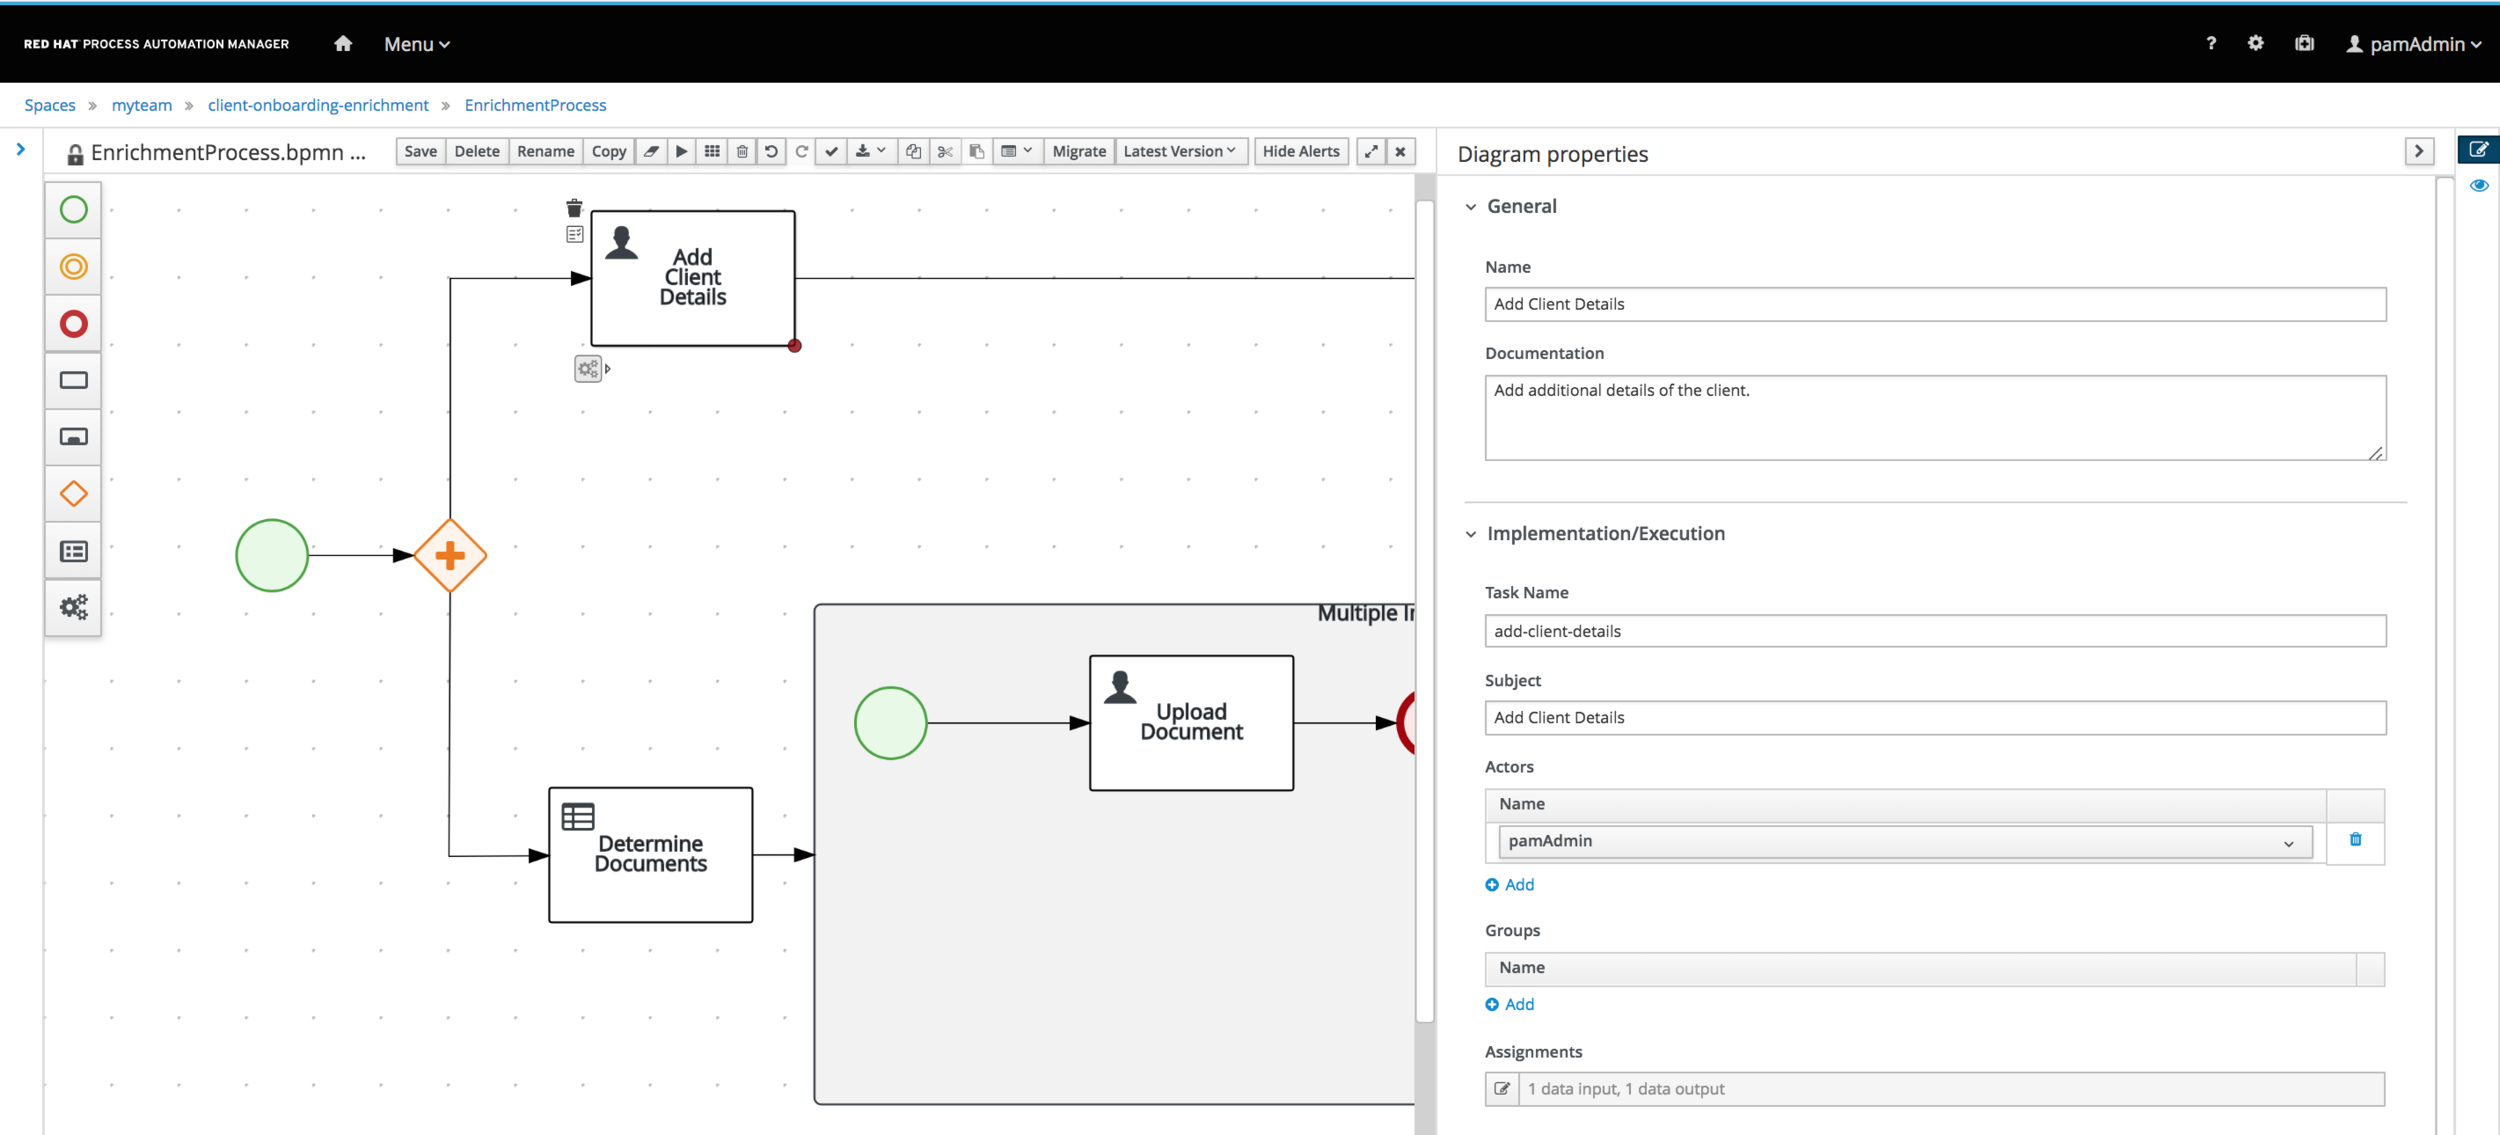 RED HAT PROCESS AUTOMATION MANAGER
Menu
?
pamAdmin
Spaces » myteam » client-onboarding-enrichment » EnrichmentProcess
EnrichmentProcess.bpmn ...
Save
Delete
Rename
Copy
Migrate
Latest Version
Hide Alerts
Add
Client
Details
Multiple
Upload
Document
Determine
Documents
Diagram properties
General
Name
Add Client Details
Documentation
Add additional details of the client.
Implementation/Execution
Task Name
add-client-details
Subject
Add Client Details
Actors
Name
pamAdmin
Add
Groups
Name
Add
Assignments
1 data input, 1 data output